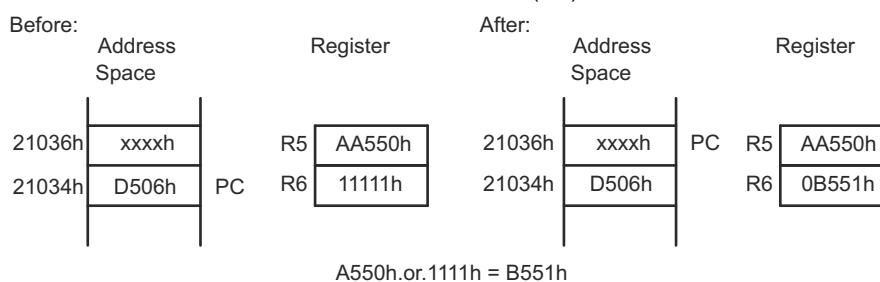 Before:
After:
Address Space
Register
Address Space
Register
21036h xxxxh R5 AA550h 21036h xxxxh PC R5 AA550h
21034h D506h PC R6 11111h 21034h D506h R6 0B551h
A550h.or.1111h = B551h